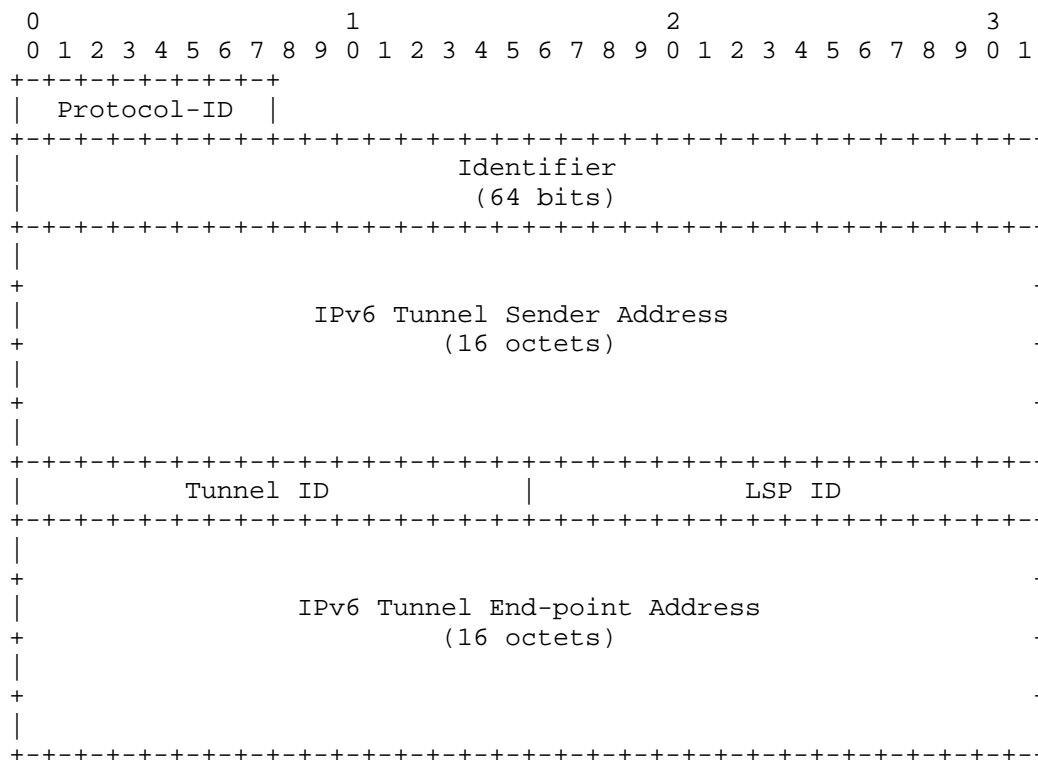 0                   1                   2                   3
 0 1 2 3 4 5 6 7 8 9 0 1 2 3 4 5 6 7 8 9 0 1 2 3 4 5 6 7 8 9 0 1
+-+-+-+-+-+-+-+-+
|  Protocol-ID  |
+-+-+-+-+-+-+-+-+-+-+-+-+-+-+-+-+-+-+-+-+-+-+-+-+-+-+-+-+-+-+-+--
|                           Identifier
|                            (64 bits)
+-+-+-+-+-+-+-+-+-+-+-+-+-+-+-+-+-+-+-+-+-+-+-+-+-+-+-+-+-+-+-+--
|
+                                                               -
|                  IPv6 Tunnel Sender Address
+                          (16 octets)                          -
|
+                                                               -
|
+-+-+-+-+-+-+-+-+-+-+-+-+-+-+-+-+-+-+-+-+-+-+-+-+-+-+-+-+-+-+-+--
|          Tunnel ID            |             LSP ID
+-+-+-+-+-+-+-+-+-+-+-+-+-+-+-+-+-+-+-+-+-+-+-+-+-+-+-+-+-+-+-+--
|
+                                                               -
|                 IPv6 Tunnel End-point Address
+                          (16 octets)                          -
|
+                                                               -
|
+-+-+-+-+-+-+-+-+-+-+-+-+-+-+-+-+-+-+-+-+-+-+-+-+-+-+-+-+-+-+-+--